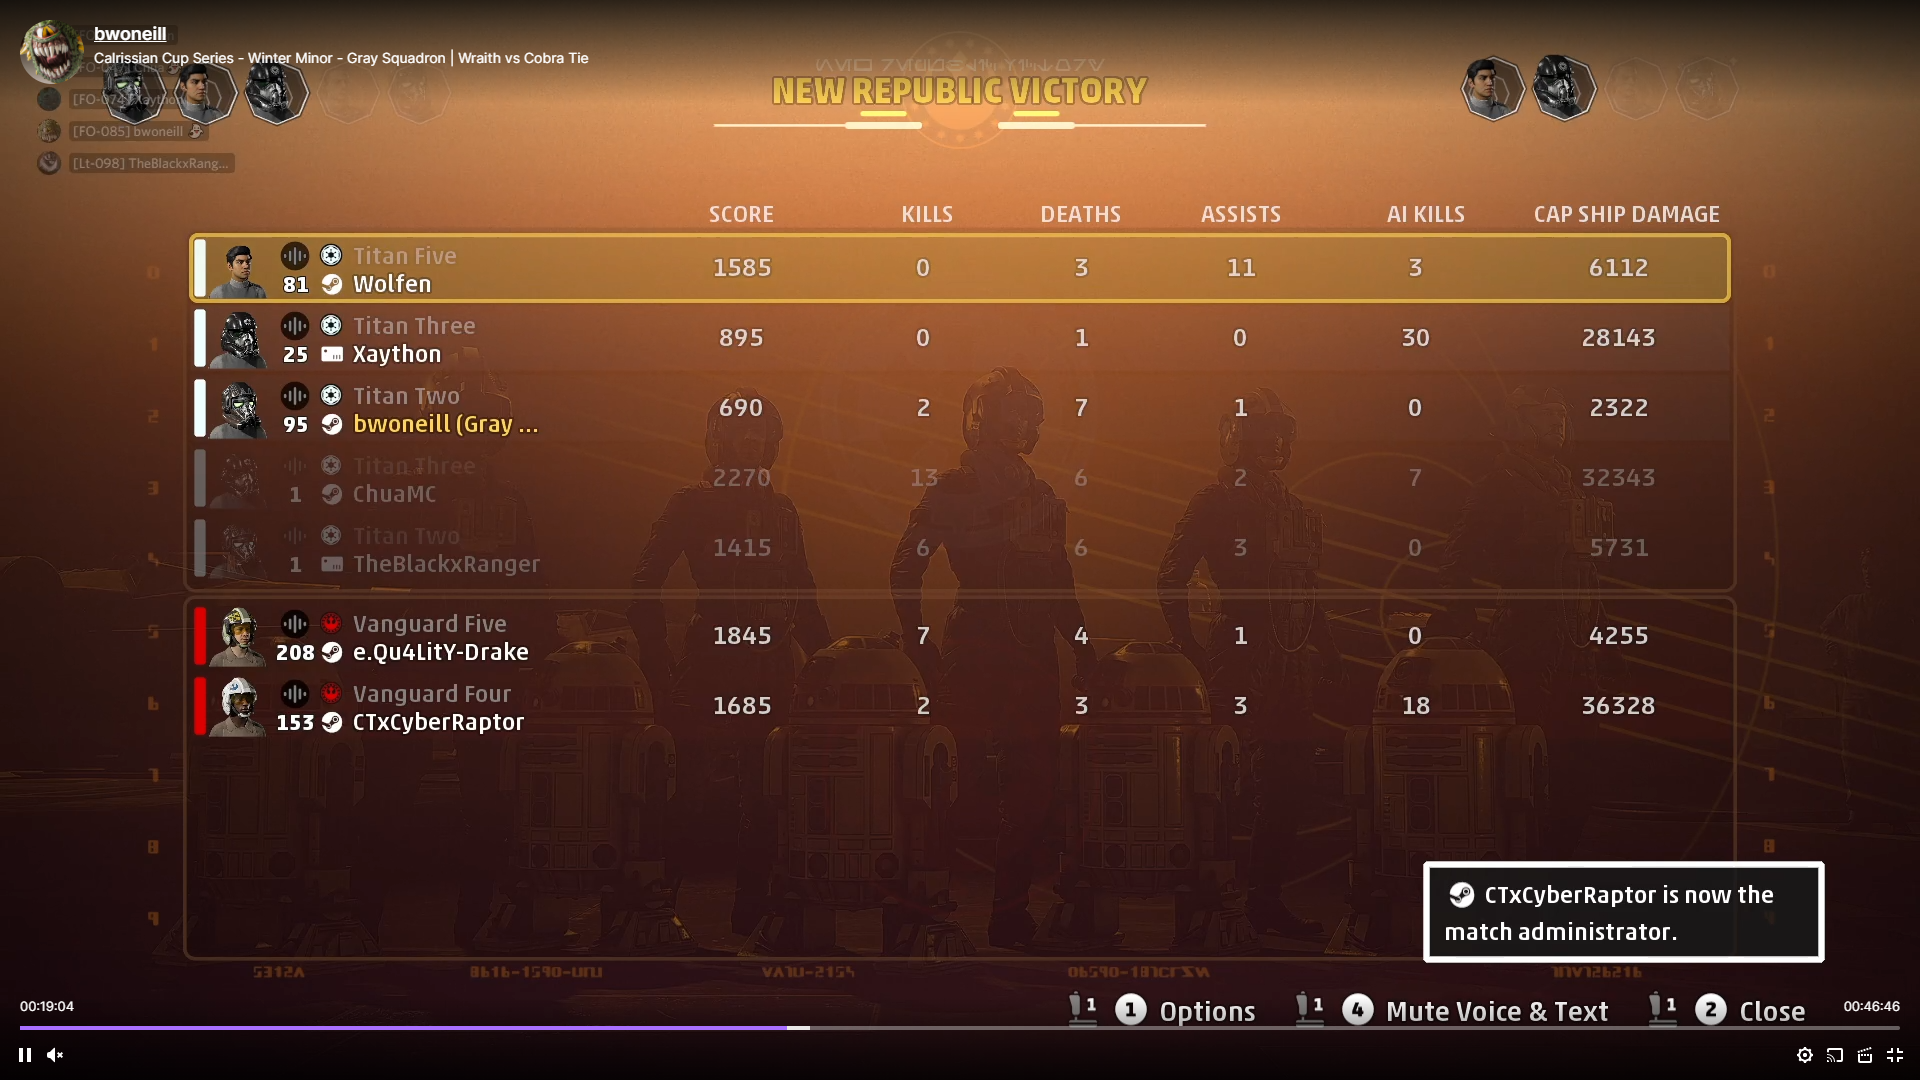 bwoneill
Calrissian Cup Series - Winter Minor - Gray Squadron | Wraith vs Cobra Tie
[FO-085] bwoneill
[Lt-098] TheBlackxRang...
NEW REPUBLIC VICTORY
SCORE KILLS DEATHS ASSISTS AI KILLS CAP SHIP DAMAGE
Titan Five
81 Wolfen 1585 0 3 11 3 6112
Titan Three
25 Xaython 895 0 1 0 30 28143
Titan Two
95 bwoneill (Gray ... 690 2 7 1 0 2322
Titan Three
1 ChuaMC 2270 13 6 2 7 32343
Titan Two
1 TheBlackxRanger 1415 6 6 3 0 5731
Vanguard Five
208 e.Qu4LitY-Drake 1845 7 4 1 0 4255
Vanguard Four
153 CTxCyberRaptor 1685 2 3 3 18 36328
CTxCyberRaptor is now the
match administrator.
1 1 Options 1 4 Mute Voice & Text 1 2 Close
00:19:04
00:46:46